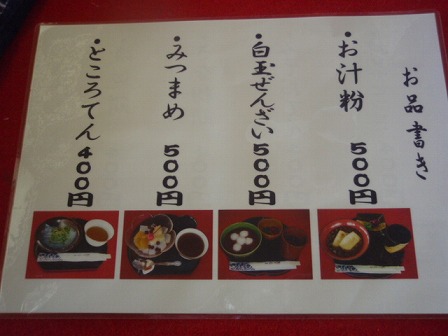 お品書き
・お汁粉 500円
・白玉ぜんざい 500円
・みつまめ 500円
・ところてん 400円